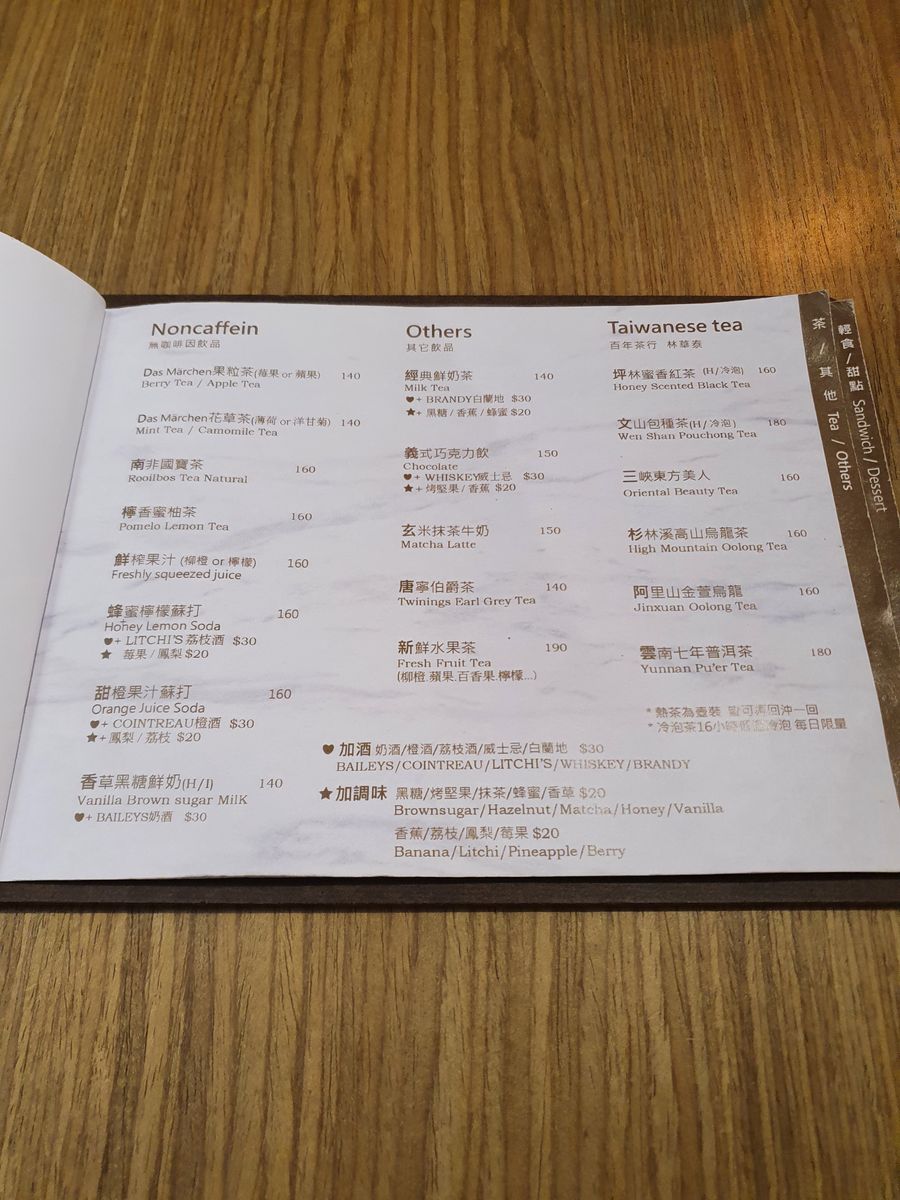 Noncaffein
無咖啡因飲品
Das Märchen果粒茶(莓果 or 蘋果) 140
Berry Tea / Apple Tea
Das Märchen花草茶(薄荷 or 洋甘菊) 140
Mint Tea / Camomile Tea
南非國寶茶 160
Rooibos Tea Natural
檸香蜜柚茶 160
Pomelo Lemon Tea
鮮榨果汁 (柳橙 or 檸檬) 160
Freshly squeezed juice
蜂蜜檸檬蘇打 160
Honey Lemon Soda
♥+ LITCHI'S 荔枝酒 $30
★ 莓果 / 鳳梨 $20
甜橙果汁蘇打 160
Orange Juice Soda
♥+ COINTREAU橙酒 $30
★+ 鳳梨 / 荔枝 $20
香草黑糖鮮奶(H/I) 140
Vanilla Brown sugar Milk
♥+ BAILEYS奶酒 $30
Others
其它飲品
經典鮮奶茶 140
Milk Tea
♥+ BRANDY白蘭地 $30
★+ 黑糖 / 香蕉 / 蜂蜜 $20
義式巧克力飲 150
Chocolate
♥+ WHISKEY威士忌 $30
★+ 烤堅果 / 香蕉 $20
玄米抹茶牛奶 150
Matcha Latte
唐寧伯爵茶 140
Twinings Earl Grey Tea
新鮮水果茶 190
Fresh Fruit Tea
(柳橙.蘋果.百香果.檸檬...)
Taiwanese tea
百年茶行 林華泰
坪林蜜香紅茶 (H/冷泡) 160
Honey Scented Black Tea
文山包種茶(H/冷泡) 180
Wen Shan Pouchong Tea
三峽東方美人 160
Oriental Beauty Tea
杉林溪高山烏龍茶 160
High Mountain Oolong Tea
阿里山金萱烏龍 160
Jinxuan Oolong Tea
雲南七年普洱茶 180
Yunnan Pu'er Tea
* 熱茶為壺裝 可再回沖一回
* 冷泡茶16小時低溫冷泡 每日限量
♥ 加酒 奶酒/橙酒/荔枝酒/威士忌/白蘭地 $30
BAILEYS/COINTREAU/LITCHI'S/WHISKEY/BRANDY
★加調味 黑糖/烤堅果/抹茶/蜂蜜/香草 $20
Brownsugar/Hazelnut/Matcha/Honey/Vanilla
香蕉/荔枝/鳳梨/莓果 $20
Banana/Litchi/Pineapple/Berry
茶 / 其他 Tea / Others
輕食/甜點 Sandwich / Dessert